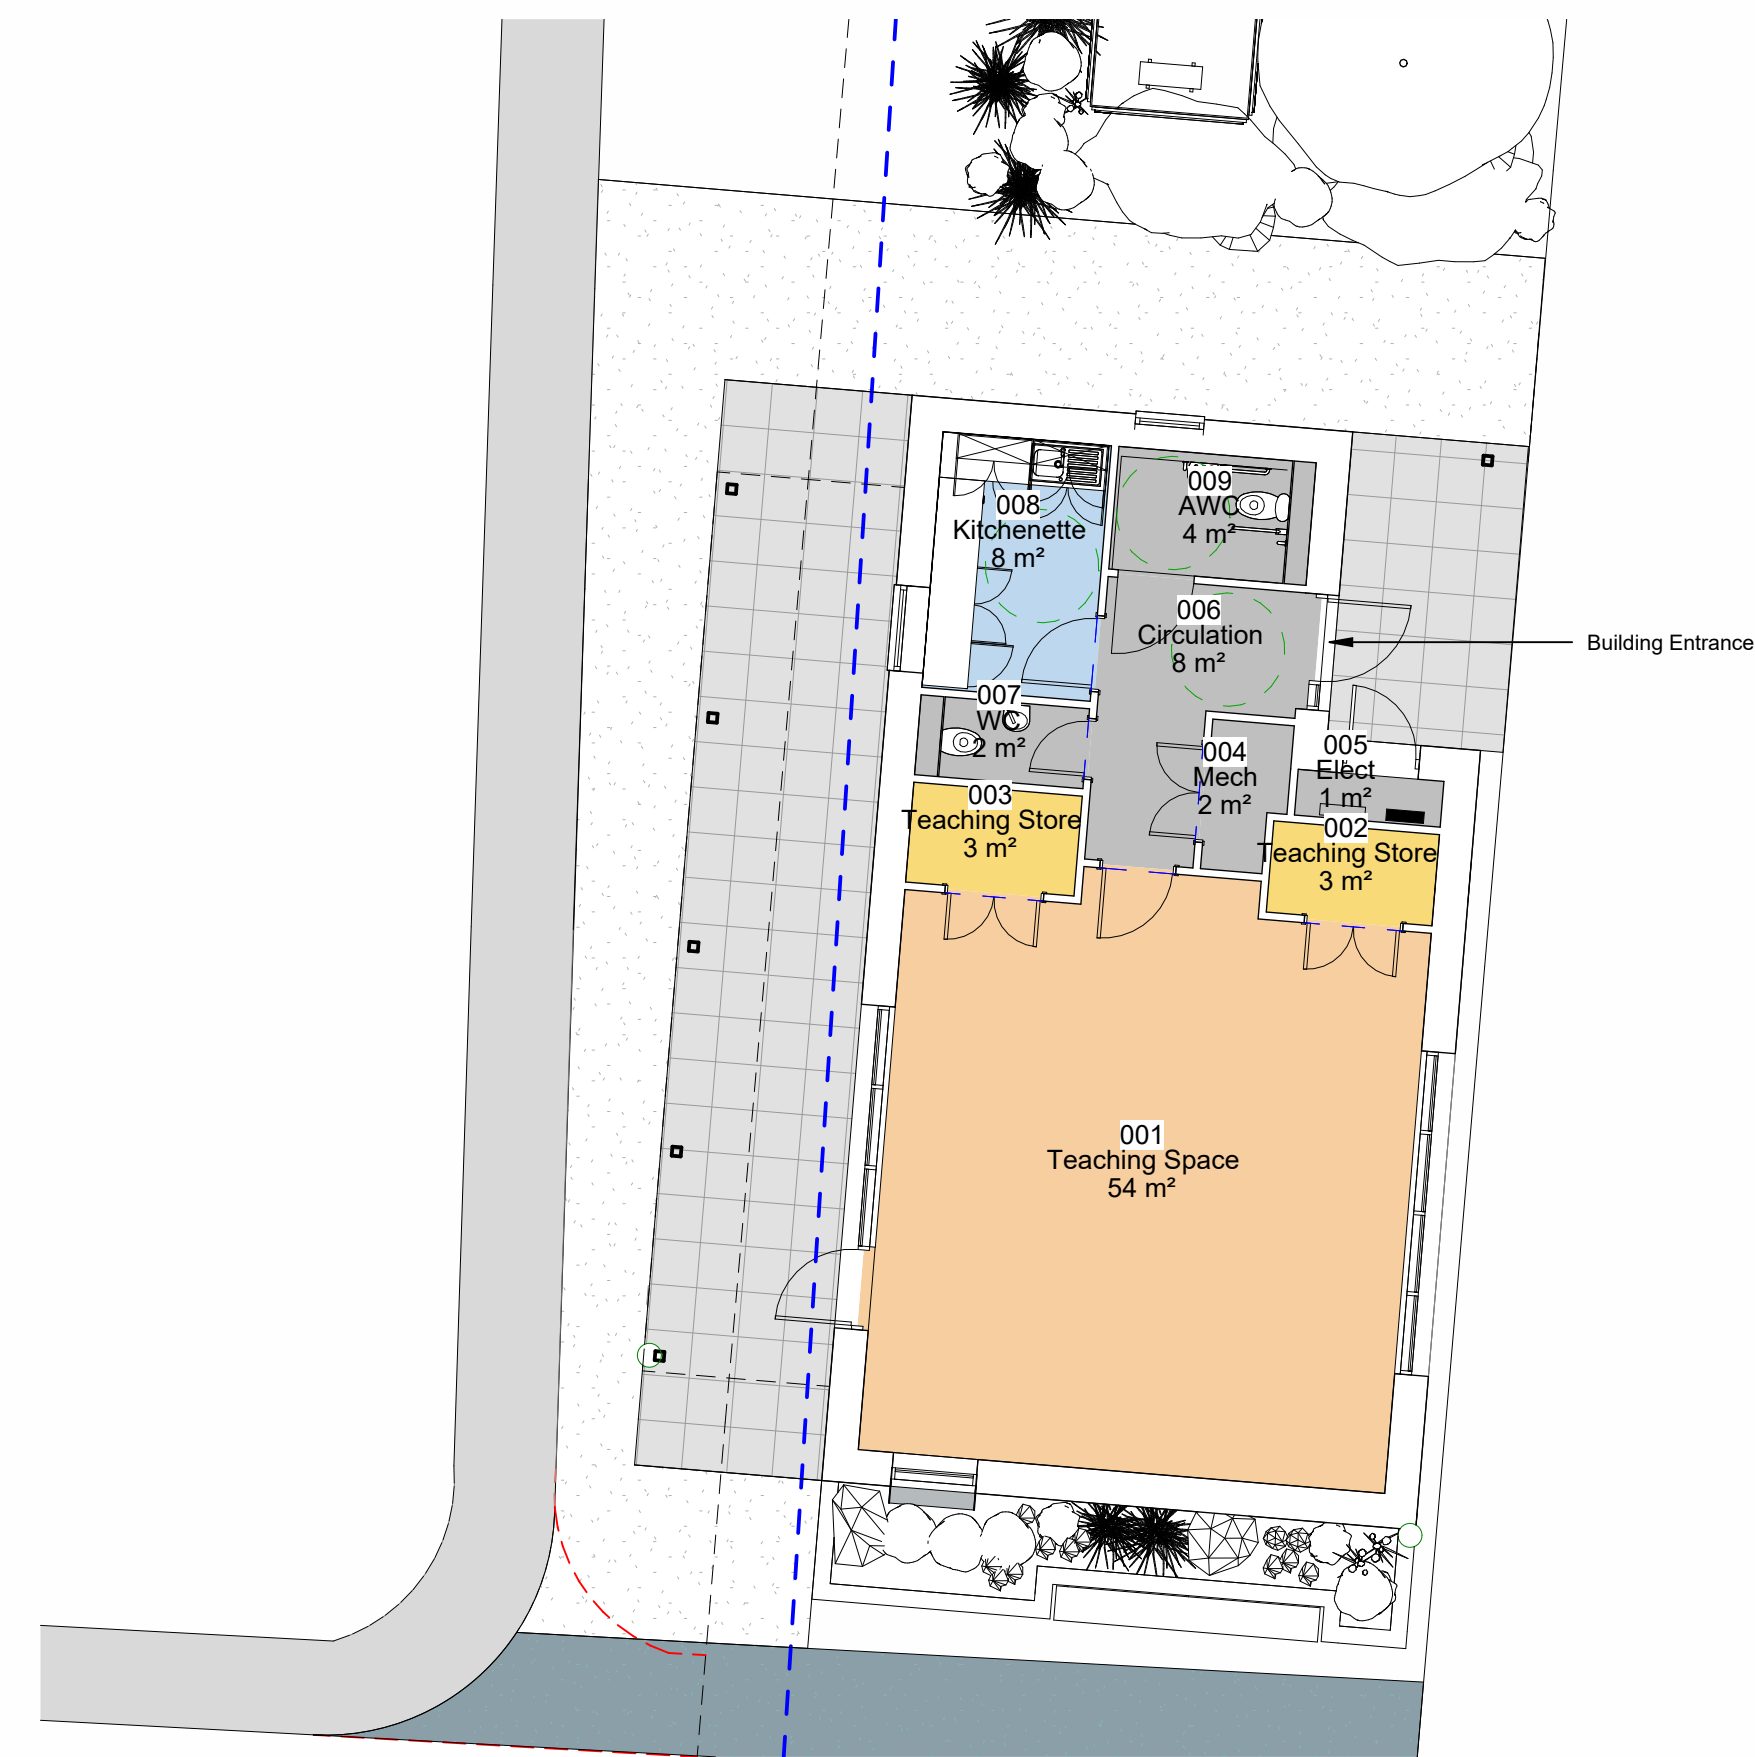 009
AWC
4 m²
008
Kitchenette
8 m²
006
Circulation
8 m²
Building Entrance
007
WC
2 m²
004
Mech
2 m²
005
Elect
1 m²
003
Teaching Store
3 m²
002
Teaching Store
3 m²
001
Teaching Space
54 m²